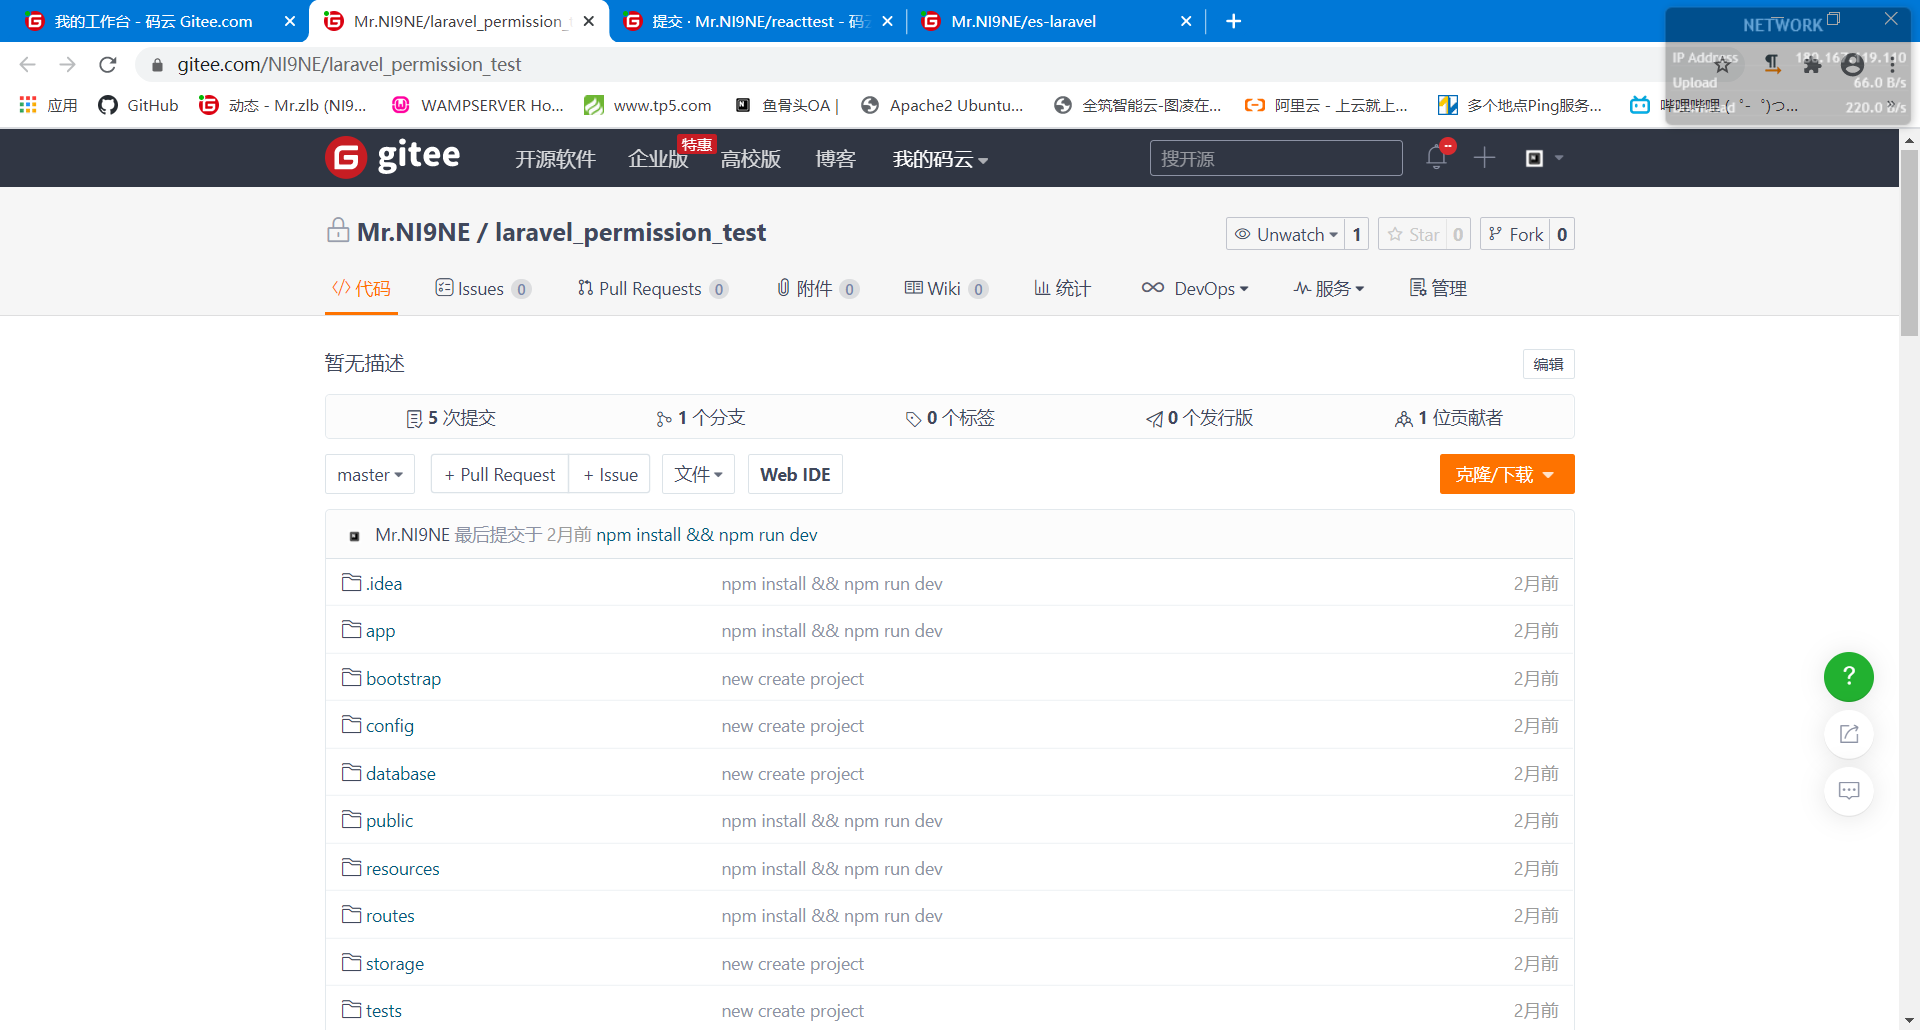 我的工作台 - 码云 Gitee.com
Mr.NI9NE/laravel_permission_
提交 · Mr.NI9NE/reacttest - 码云
Mr.NI9NE/es-laravel
NETWORK
gitee.com/NI9NE/laravel_permission_test
IP Address
Upload 66.0 B/s
220.0 B/s
应用
GitHub
动态 - Mr.zlb (NI9...
WAMPSERVER Ho...
www.tp5.com
鱼骨头OA |
Apache2 Ubuntu...
全筑智能云-图凌在...
阿里云 - 上云就上...
多个地点Ping服务...
哔哩哔哩 ( ゜- ゜)つ...
gitee
开源软件
企业版
特惠
高校版
博客
我的码云
搜开源
Mr.NI9NE / laravel_permission_test
Unwatch 1
Star 0
Fork 0
代码
Issues 0
Pull Requests 0
附件 0
Wiki 0
统计
DevOps
服务
管理
暂无描述
编辑
5 次提交
1 个分支
0 个标签
0 个发行版
1 位贡献者
master
+ Pull Request
+ Issue
文件
Web IDE
克隆/下载
Mr.NI9NE 最后提交于 2月前 npm install && npm run dev
.idea npm install && npm run dev 2月前
app npm install && npm run dev 2月前
bootstrap new create project 2月前
config new create project 2月前
database new create project 2月前
public npm install && npm run dev 2月前
resources npm install && npm run dev 2月前
routes npm install && npm run dev 2月前
storage new create project 2月前
tests new create project 2月前